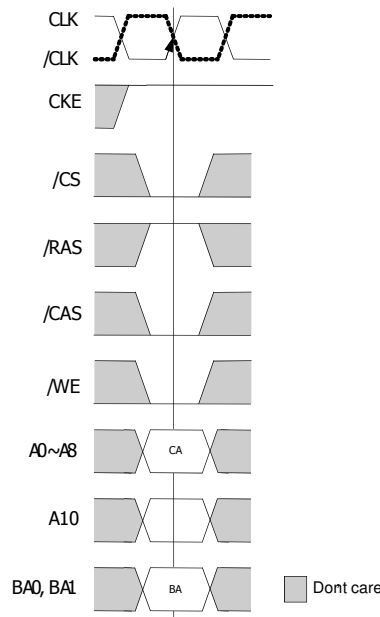 CLK
/CLK
CKE
/CS
/RAS
/CAS
/WE
A0~A8
CA
A10
BA0, BA1
BA
Dont care